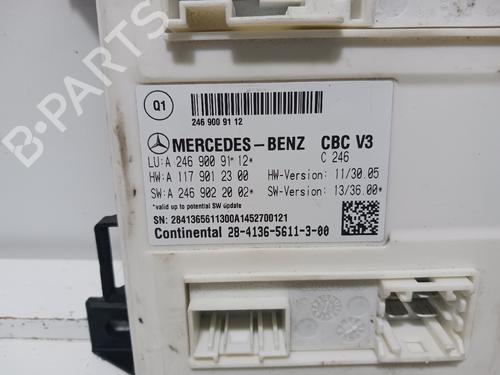 B-PARTS
Q1
246 900 91 12
MERCEDES-BENZ CBC V3
LU:A 246 900 91*12* C 246
HW:A 117 901 23 00 HW-Version: 11/30.05
SW:A 246 902 20 02* SW-Version: 13/36.00*
*valid up to potential SW update
SN: 2841365611300A1452700121
Continental 28-4136-5611-3-00